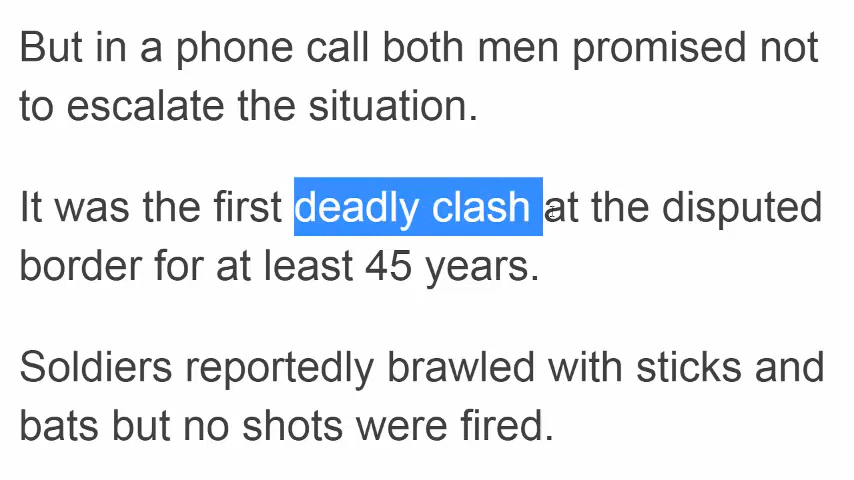 But in a phone call both men promised not
to escalate the situation.
It was the first deadly clash at the disputed
border for at least 45 years.
Soldiers reportedly brawled with sticks and
bats but no shots were fired.